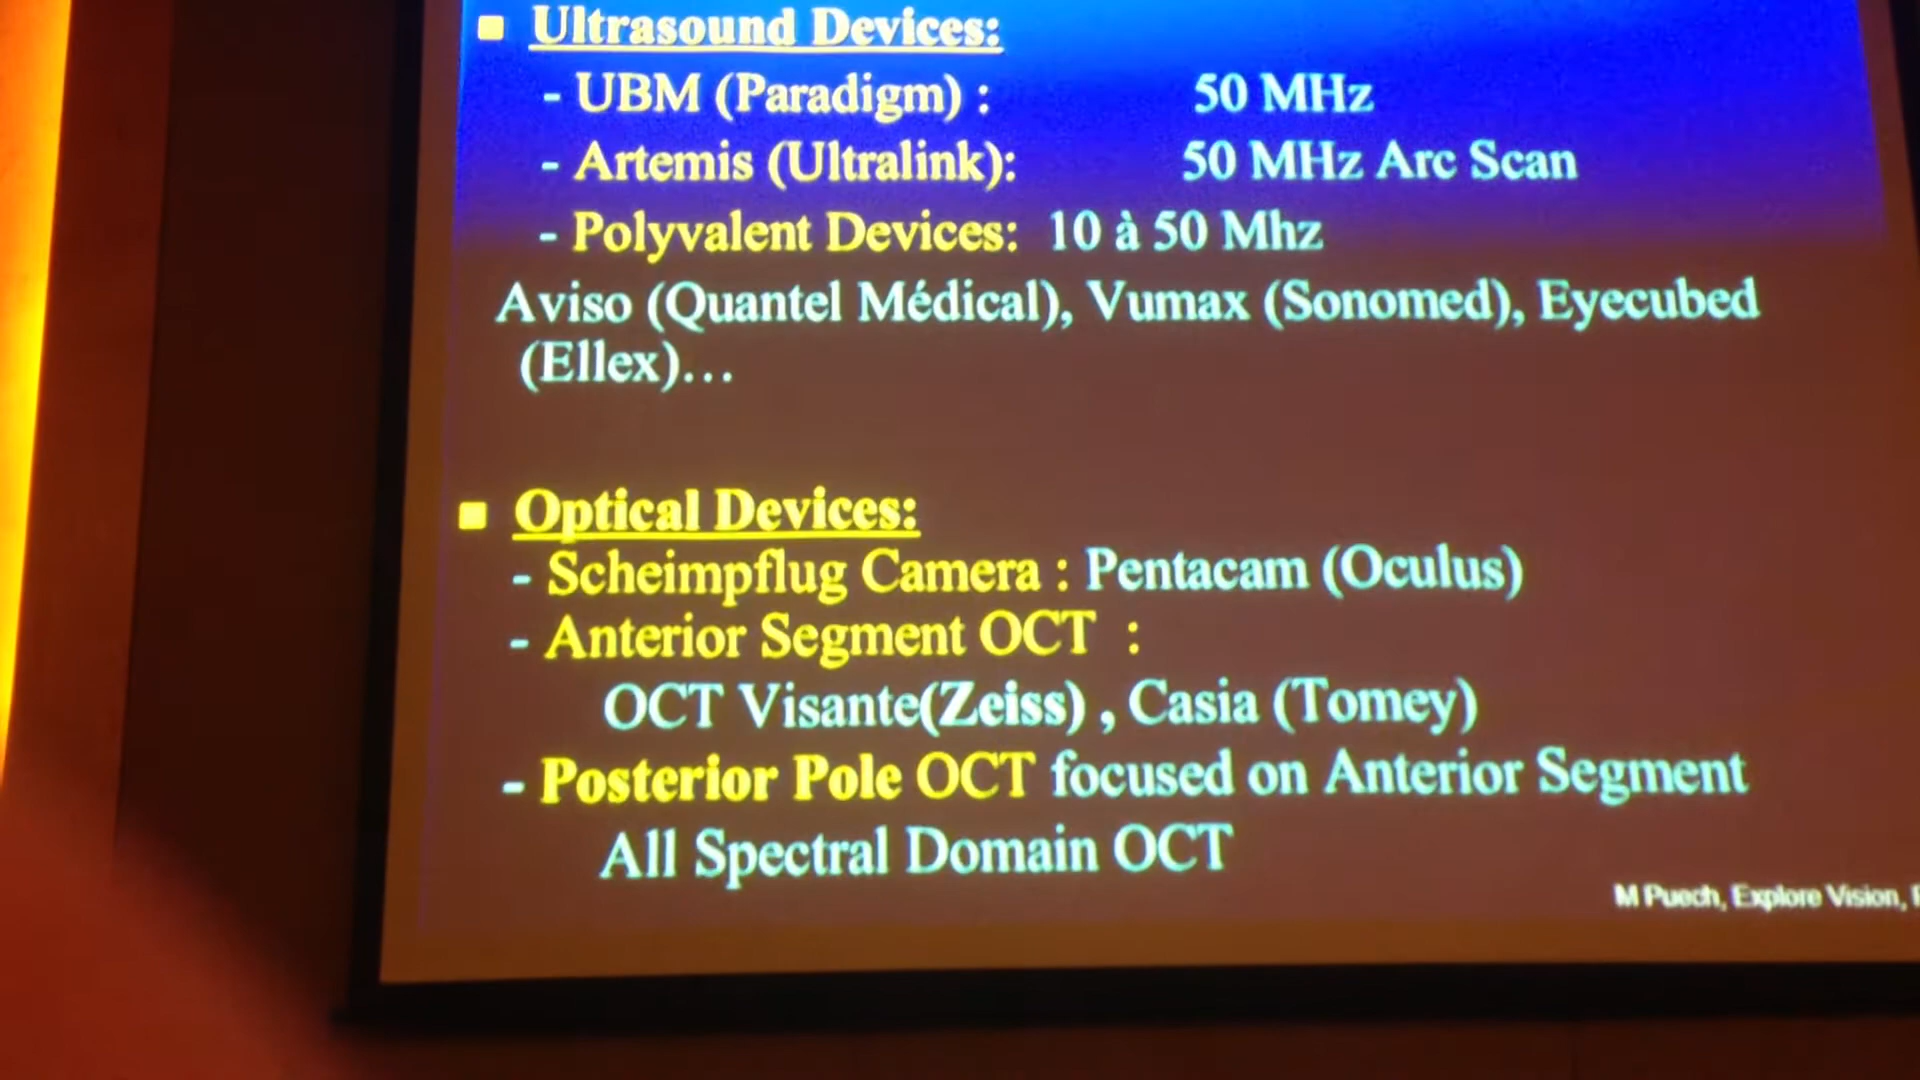 ▪ Ultrasound Devices:
- UBM (Paradigm) : 50 MHz
- Artemis (Ultralink): 50 MHz Arc Scan
- Polyvalent Devices: 10 à 50 Mhz
Aviso (Quantel Médical), Vumax (Sonomed), Eyecubed
(Ellex)...
▪ Optical Devices:
- Scheimpflug Camera : Pentacam (Oculus)
- Anterior Segment OCT :
OCT Visante(Zeiss) , Casia (Tomey)
- Posterior Pole OCT focused on Anterior Segment
All Spectral Domain OCT
M Puech, Explore Vision,